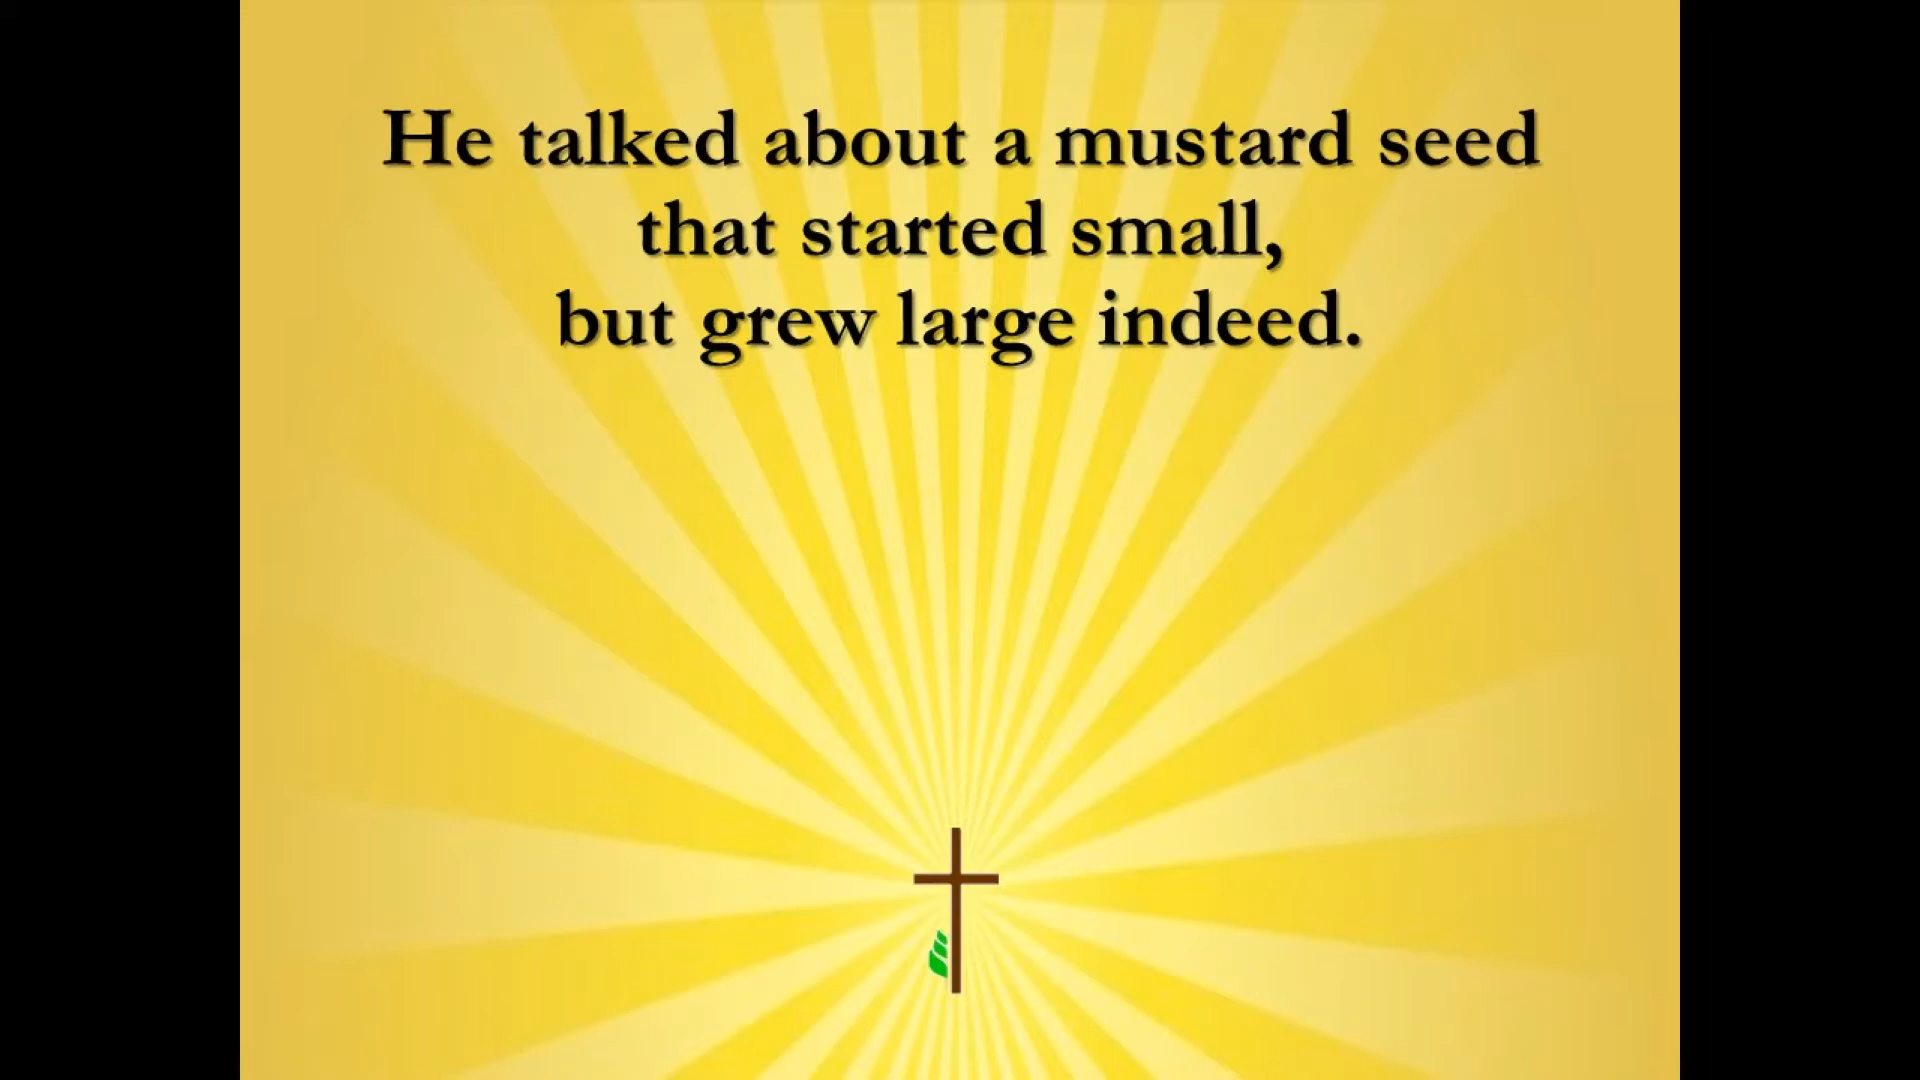 He talked about a mustard seed
that started small,
but grew large indeed.